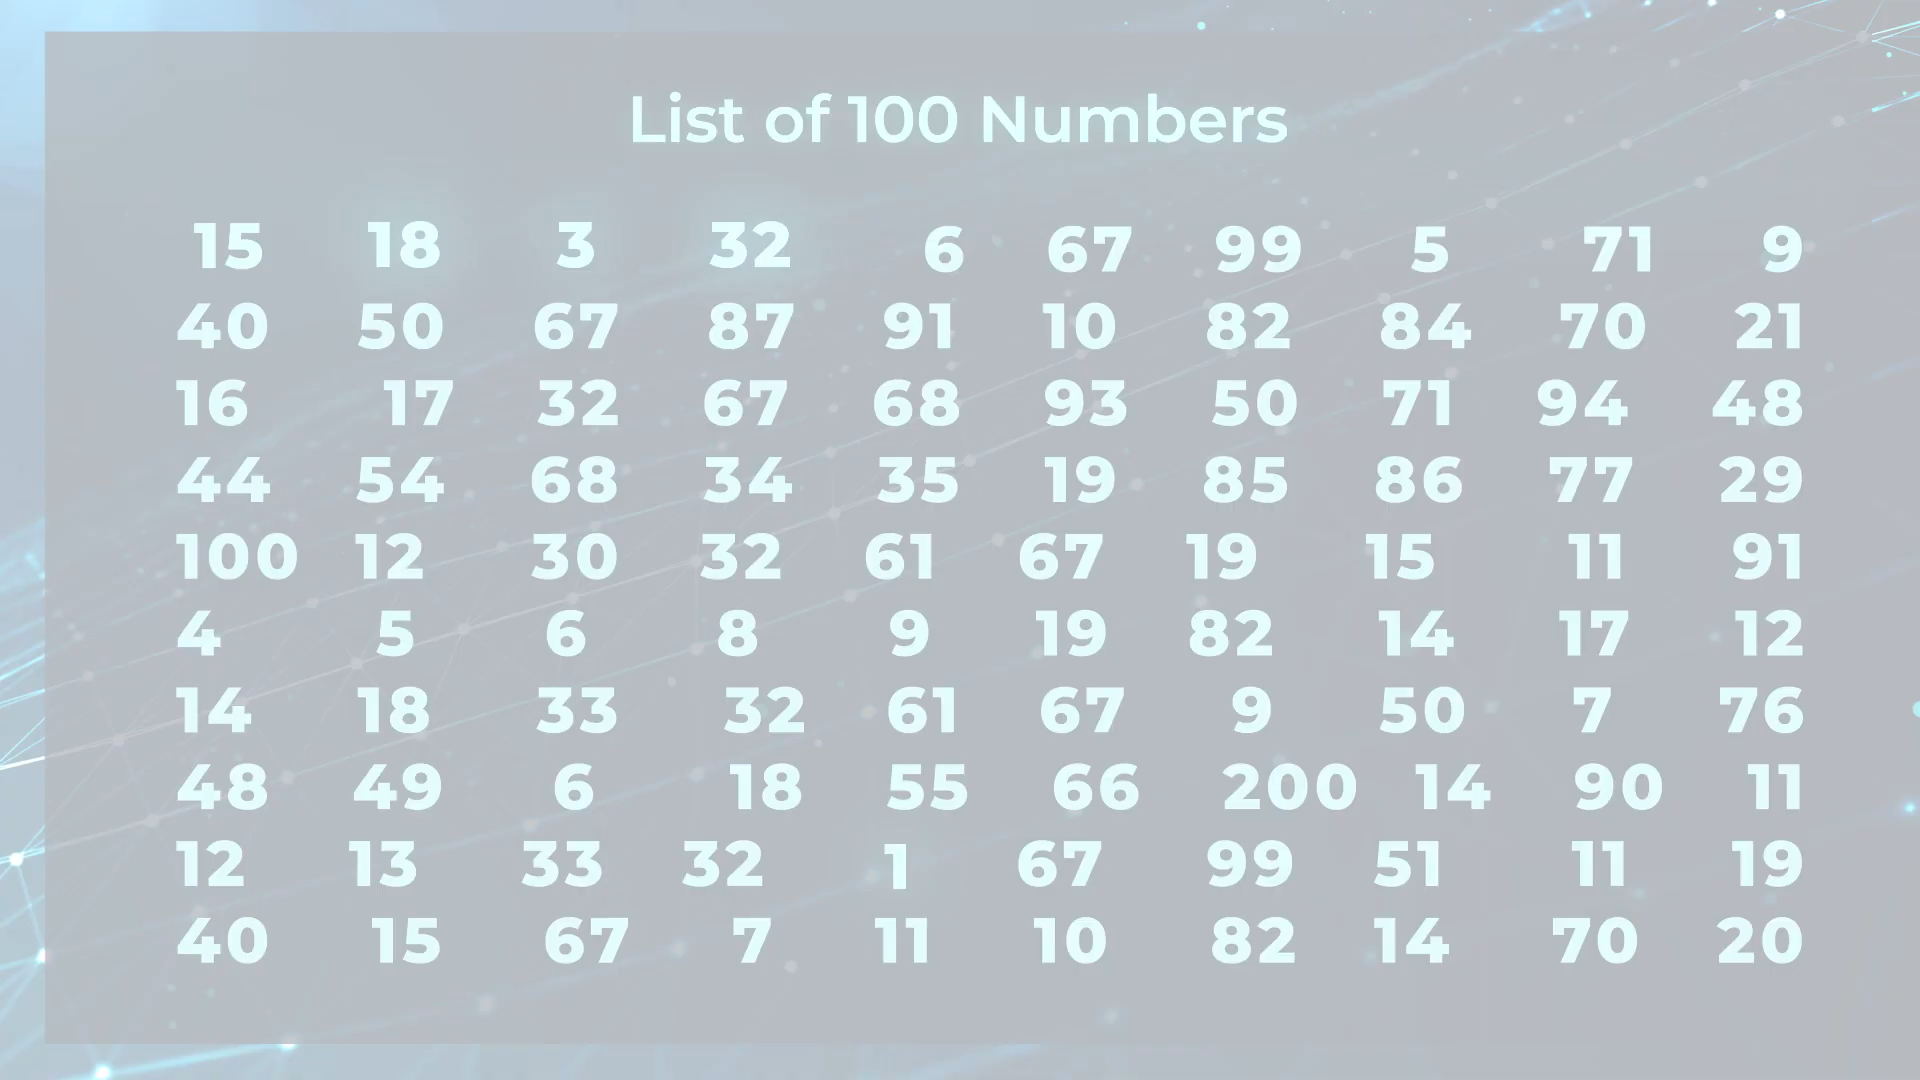 List of 100 Numbers
15 18 3 32 6 67 99 5 71 9
40 50 67 87 91 10 82 84 70 21
16 17 32 67 68 93 50 71 94 48
44 54 68 34 35 19 85 86 77 29
100 12 30 32 61 67 19 15 11 91
4 5 6 8 9 19 82 14 17 12
14 18 33 32 61 67 9 50 7 76
48 49 6 18 55 66 200 14 90 11
12 13 33 32 1 67 99 51 11 19
40 15 67 7 11 10 82 14 70 20